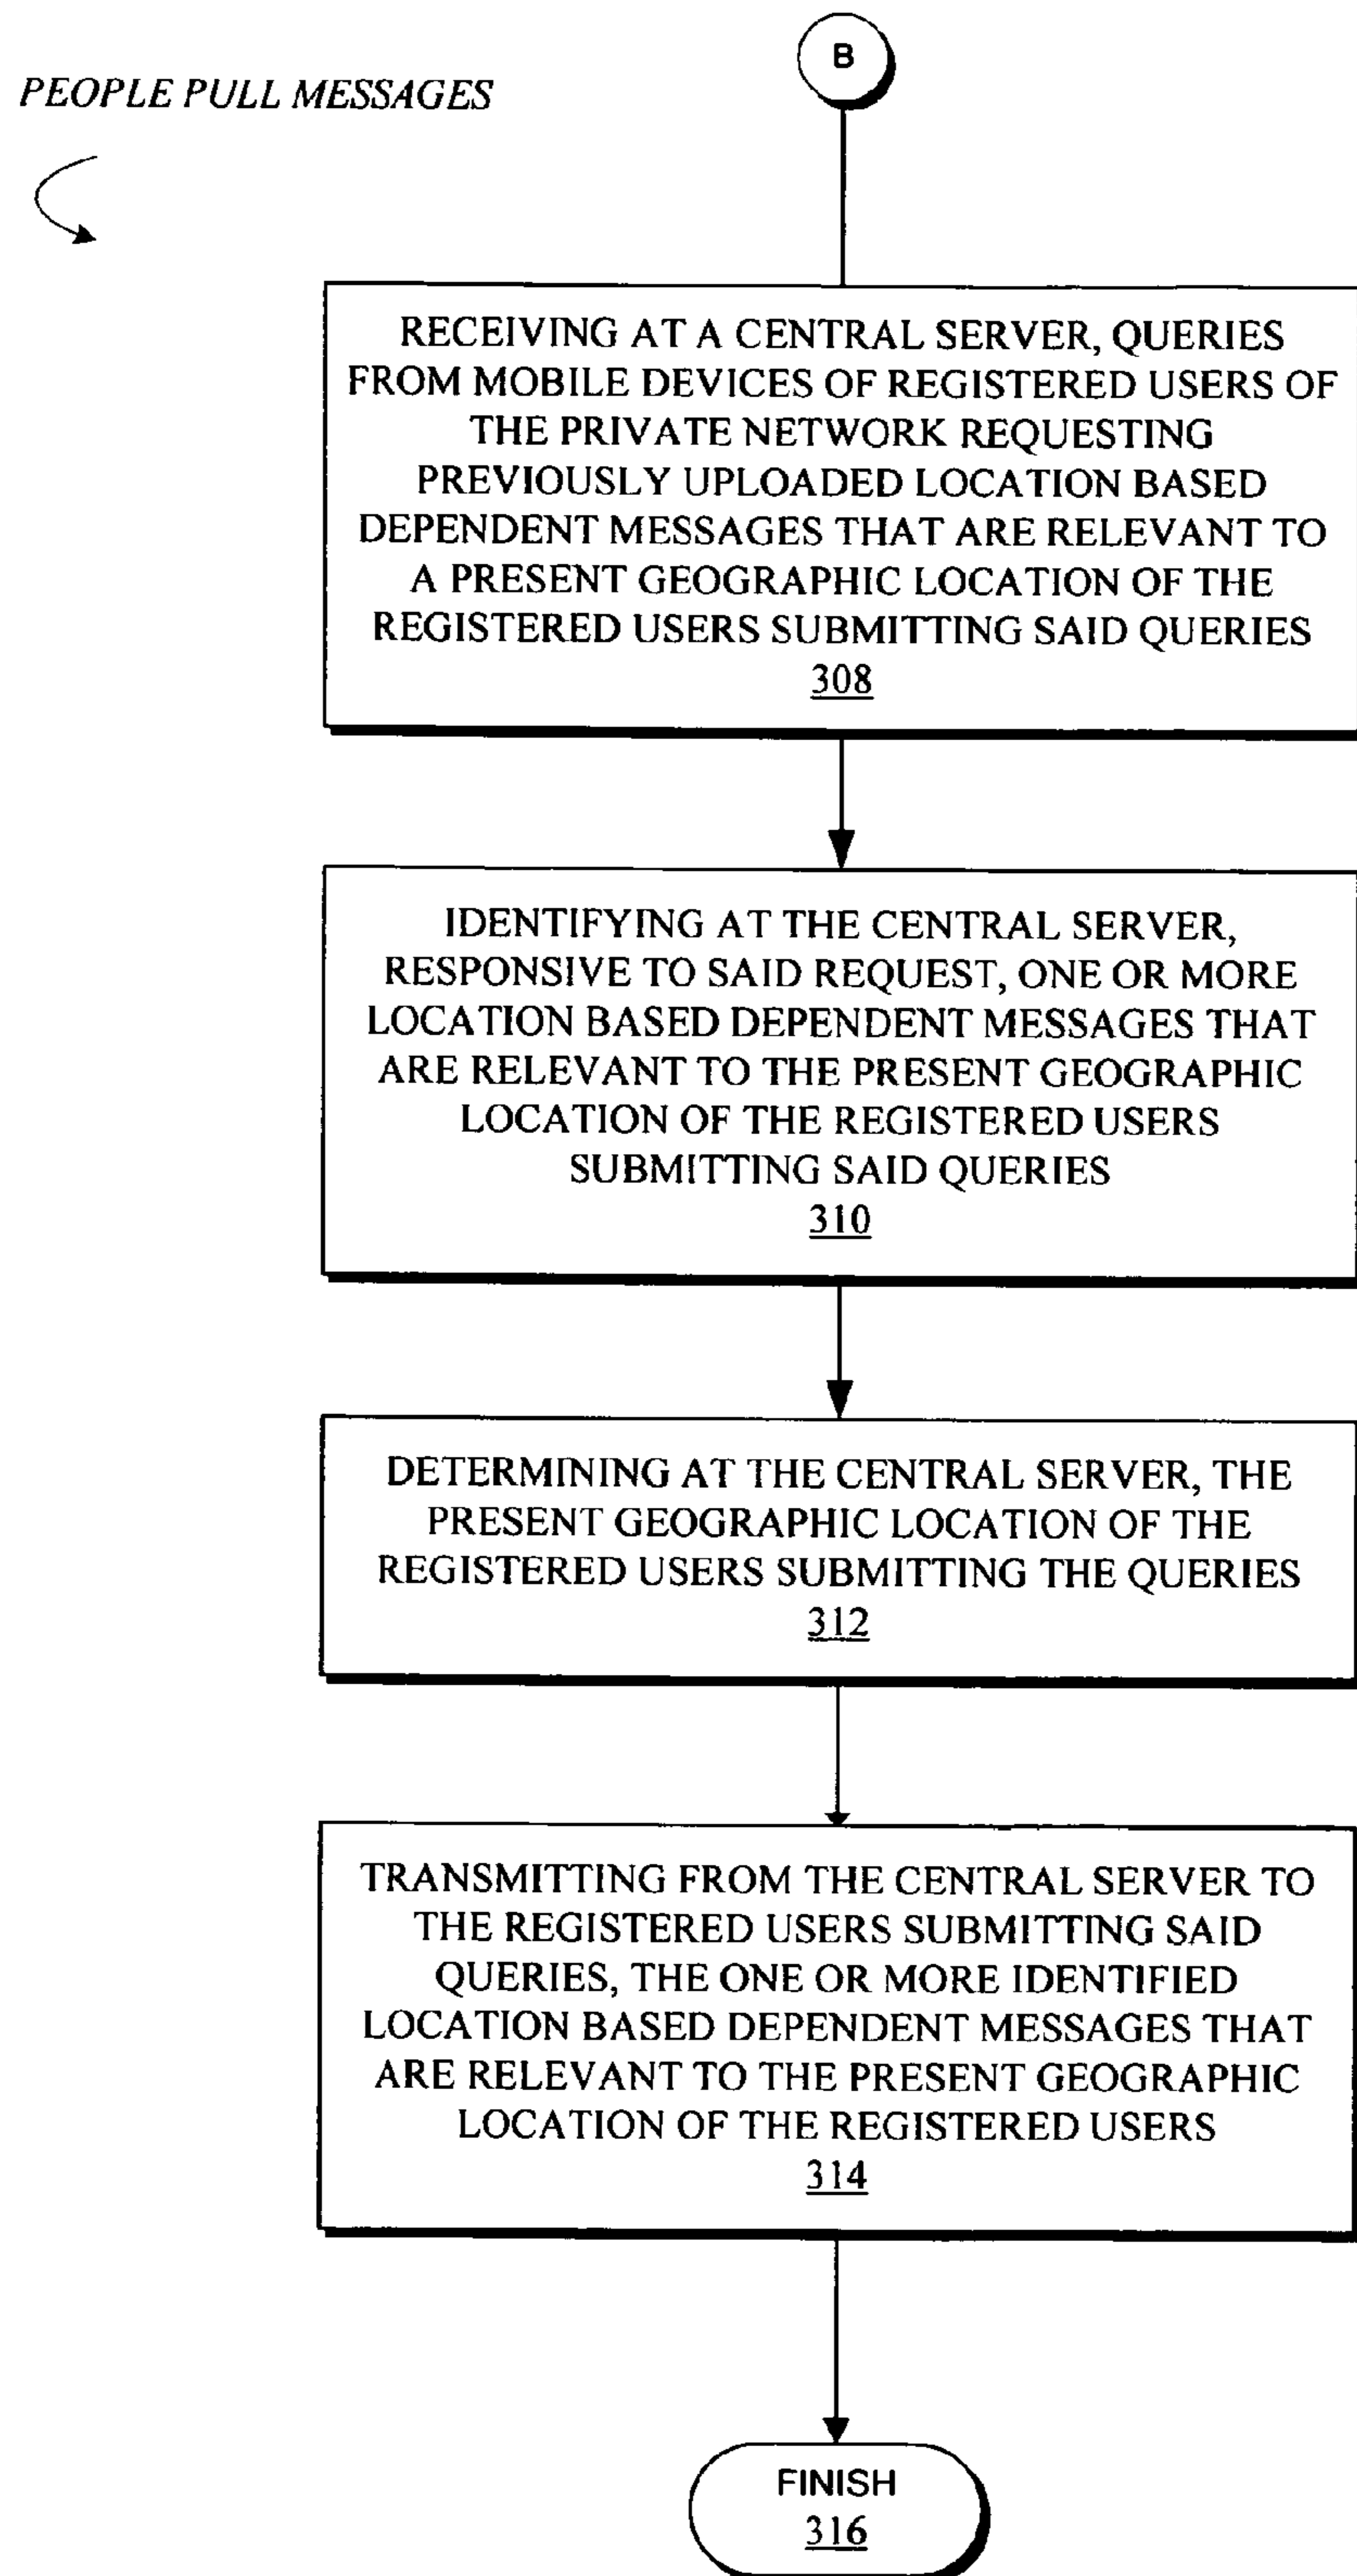 B
PEOPLE PULL MESSAGES
RECEIVING AT A CENTRAL SERVER, QUERIES
FROM MOBILE DEVICES OF REGISTERED USERS OF
THE PRIVATE NETWORK REQUESTING
PREVIOUSLY UPLOADED LOCATION BASED
DEPENDENT MESSAGES THAT ARE RELEVANT TO
A PRESENT GEOGRAPHIC LOCATION OF THE
REGISTERED USERS SUBMITTING SAID QUERIES
308
IDENTIFYING AT THE CENTRAL SERVER,
RESPONSIVE TO SAID REQUEST, ONE OR MORE
LOCATION BASED DEPENDENT MESSAGES THAT
ARE RELEVANT TO THE PRESENT GEOGRAPHIC
LOCATION OF THE REGISTERED USERS
SUBMITTING SAID QUERIES
310
DETERMINING AT THE CENTRAL SERVER, THE
PRESENT GEOGRAPHIC LOCATION OF THE
REGISTERED USERS SUBMITTING THE QUERIES
312
TRANSMITTING FROM THE CENTRAL SERVER TO
THE REGISTERED USERS SUBMITTING SAID
QUERIES, THE ONE OR MORE IDENTIFIED
LOCATION BASED DEPENDENT MESSAGES THAT
ARE RELEVANT TO THE PRESENT GEOGRAPHIC
LOCATION OF THE REGISTERED USERS
314
FINISH
316